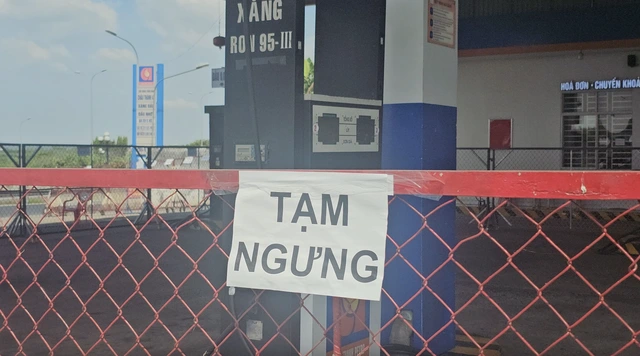 XĂNG
RON 95-III
HOÁ ĐƠN - CHUYỂN KHOẢ
TẠM
NGƯNG